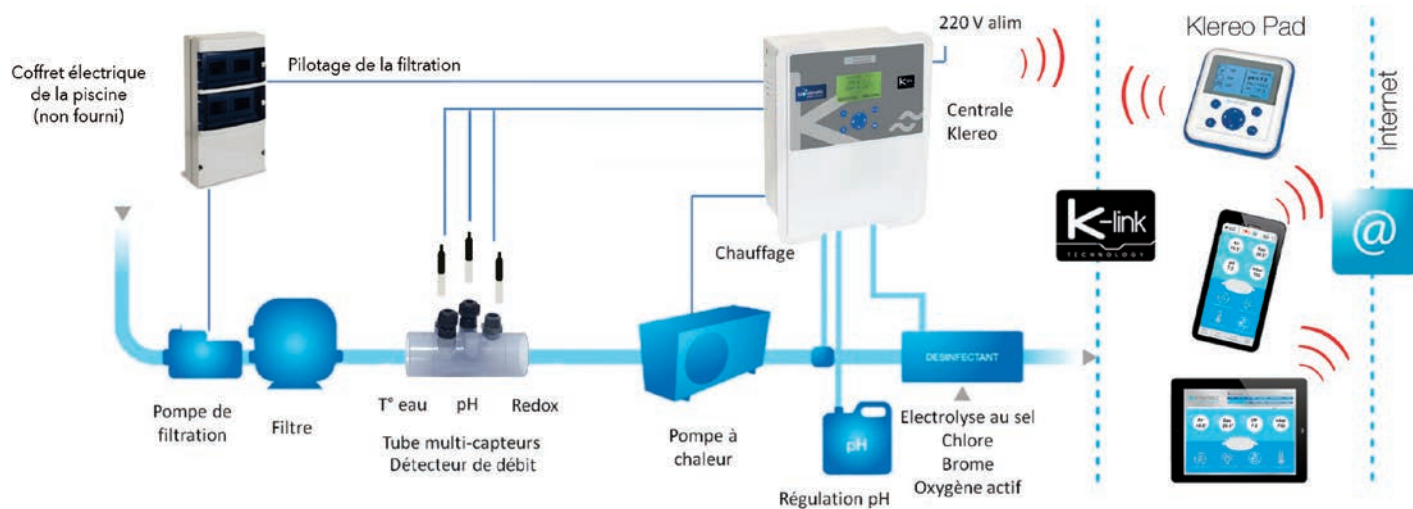 Coffret électrique
de la piscine
(non fourni)
Pilotage de la filtration
220 V alim
Centrale
Klereo
Klereo Pad
Internet
K-link
TECHNOLOGY
@
Chauffage
DESINFECTANT
Pompe de
filtration
Filtre
T° eau pH Redox
Tube multi-capteurs
Détecteur de débit
Pompe à
chaleur
pH
Régulation pH
Electrolyse au sel
Chlore
Brome
Oxygène actif